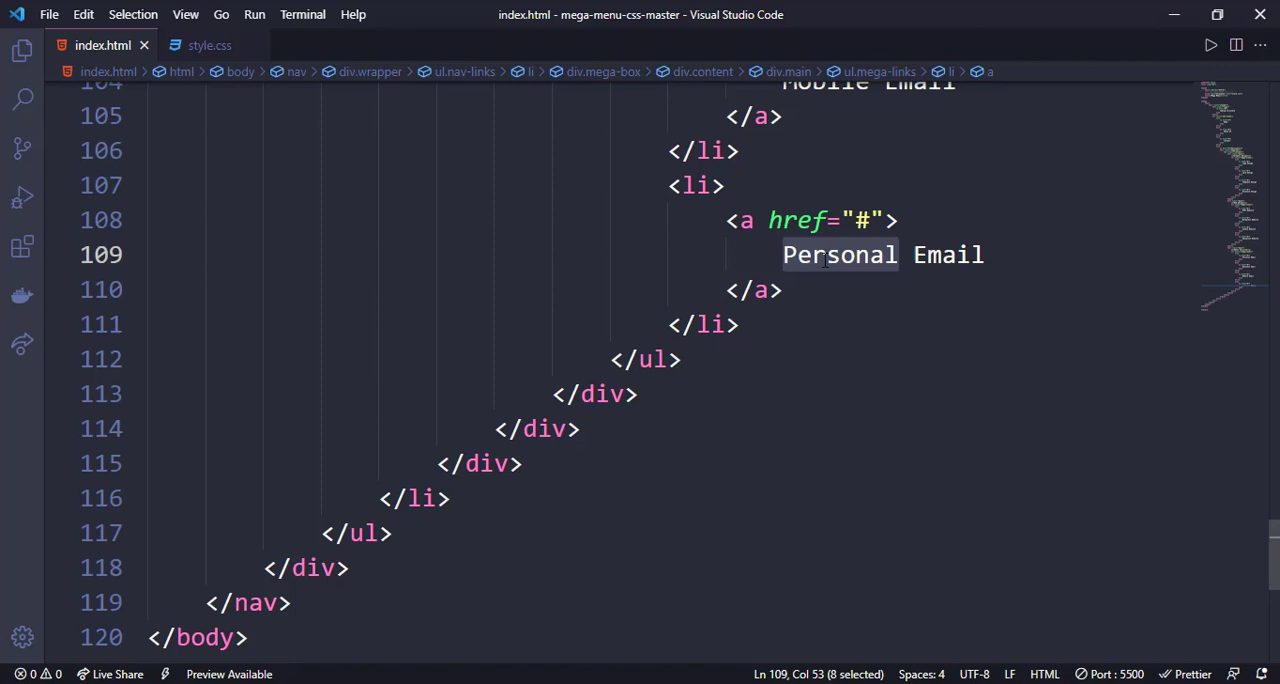 File Edit Selection View Go Run Terminal Help index.html - mega-menu-css-master - Visual Studio Code
index.html style.css
index.html html body nav div.wrapper ul.nav-links li div.mega-box div.content div.main ul.mega-links li a
104 Mobile Email
105 </a>
106 </li>
107 <li>
108 <a href="#">
109 Personal Email
110 </a>
111 </li>
112 </ul>
113 </div>
114 </div>
115 </div>
116 </li>
117 </ul>
118 </div>
119 </nav>
120 </body>
0 0 Live Share Preview Available Ln 109, Col 53 (8 selected) Spaces: 4 UTF-8 LF HTML Port : 5500 Prettier